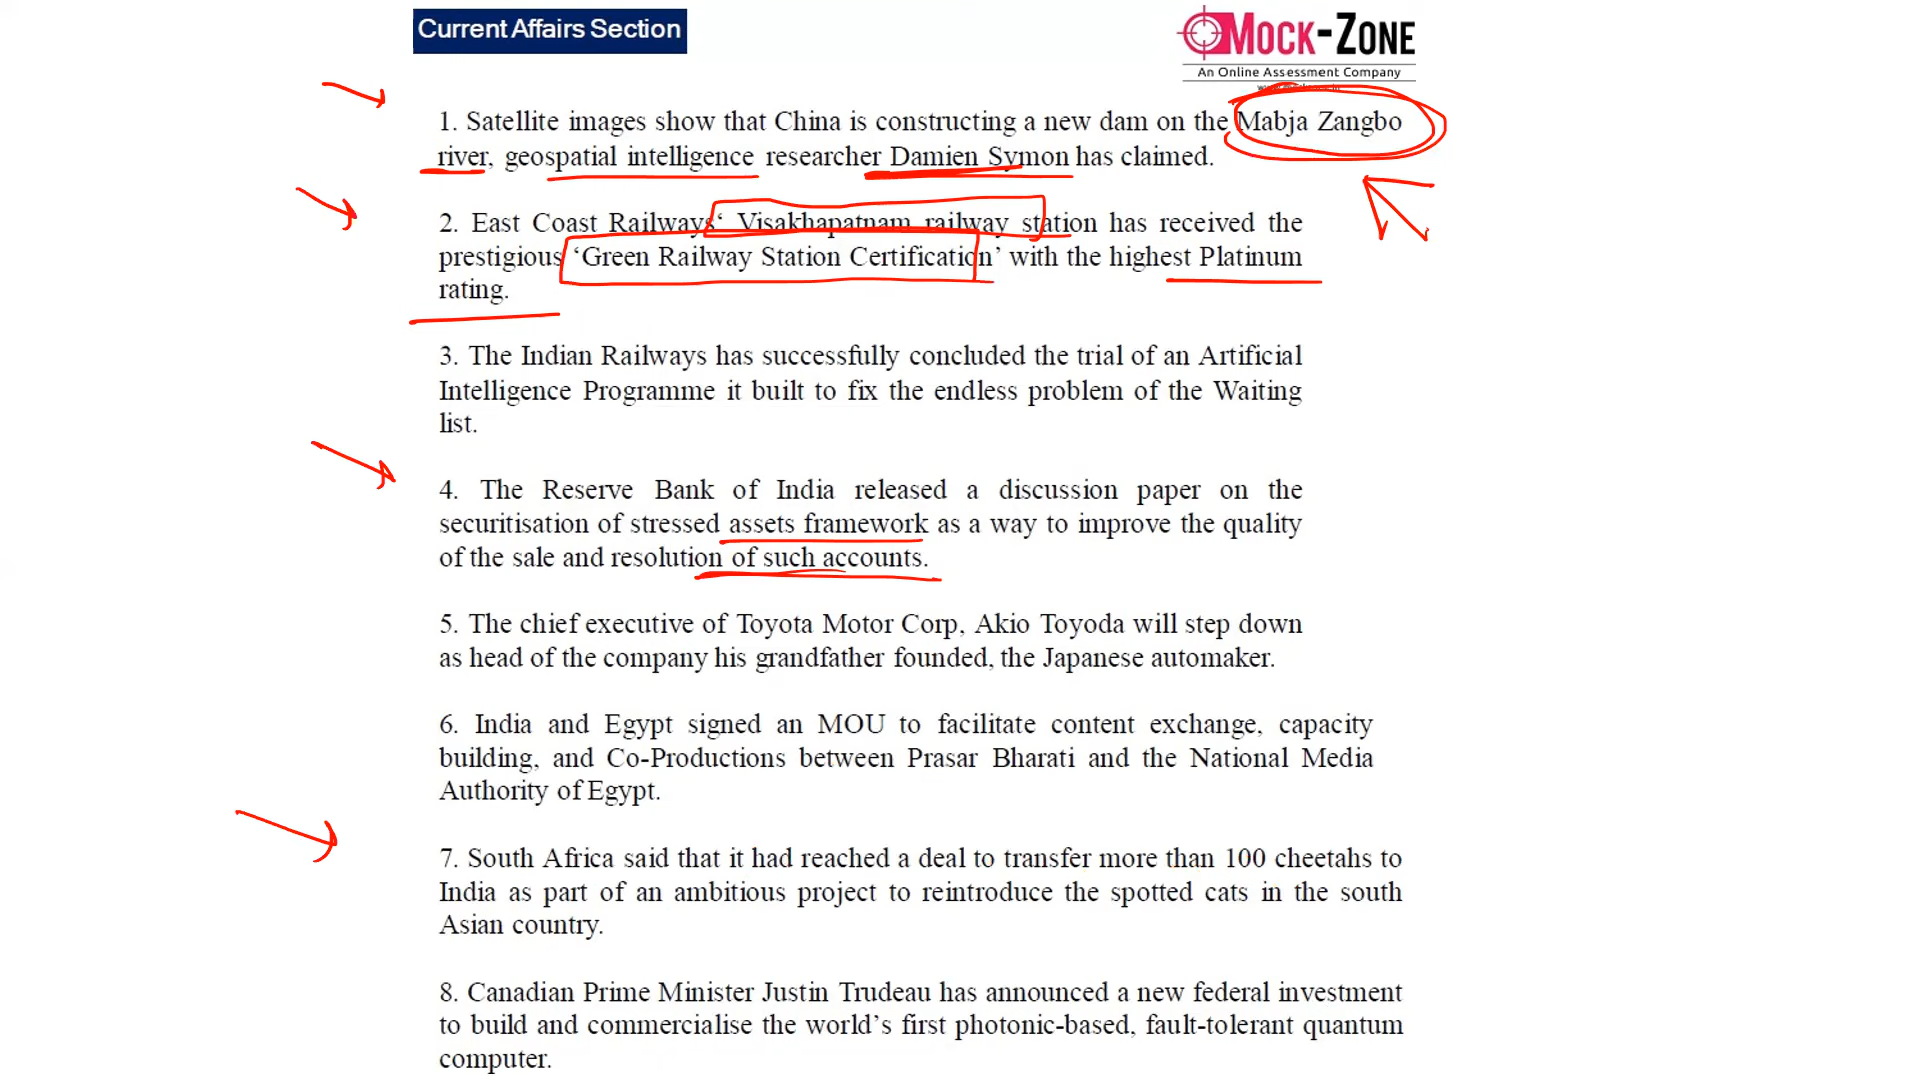 Current Affairs Section
MOCK-ZONE
An Online Assessment Company
1. Satellite images show that China is constructing a new dam on the Mabja Zangbo
river, geospatial intelligence researcher Damien Symon has claimed.
2. East Coast Railways‘ Visakhapatnam railway station has received the
prestigious ‘Green Railway Station Certification’ with the highest Platinum
rating.
3. The Indian Railways has successfully concluded the trial of an Artificial
Intelligence Programme it built to fix the endless problem of the Waiting
list.
4. The Reserve Bank of India released a discussion paper on the
securitisation of stressed assets framework as a way to improve the quality
of the sale and resolution of such accounts.
5. The chief executive of Toyota Motor Corp, Akio Toyoda will step down
as head of the company his grandfather founded, the Japanese automaker.
6. India and Egypt signed an MOU to facilitate content exchange, capacity
building, and Co-Productions between Prasar Bharati and the National Media
Authority of Egypt.
7. South Africa said that it had reached a deal to transfer more than 100 cheetahs to
India as part of an ambitious project to reintroduce the spotted cats in the south
Asian country.
8. Canadian Prime Minister Justin Trudeau has announced a new federal investment
to build and commercialise the world’s first photonic-based, fault-tolerant quantum
computer.